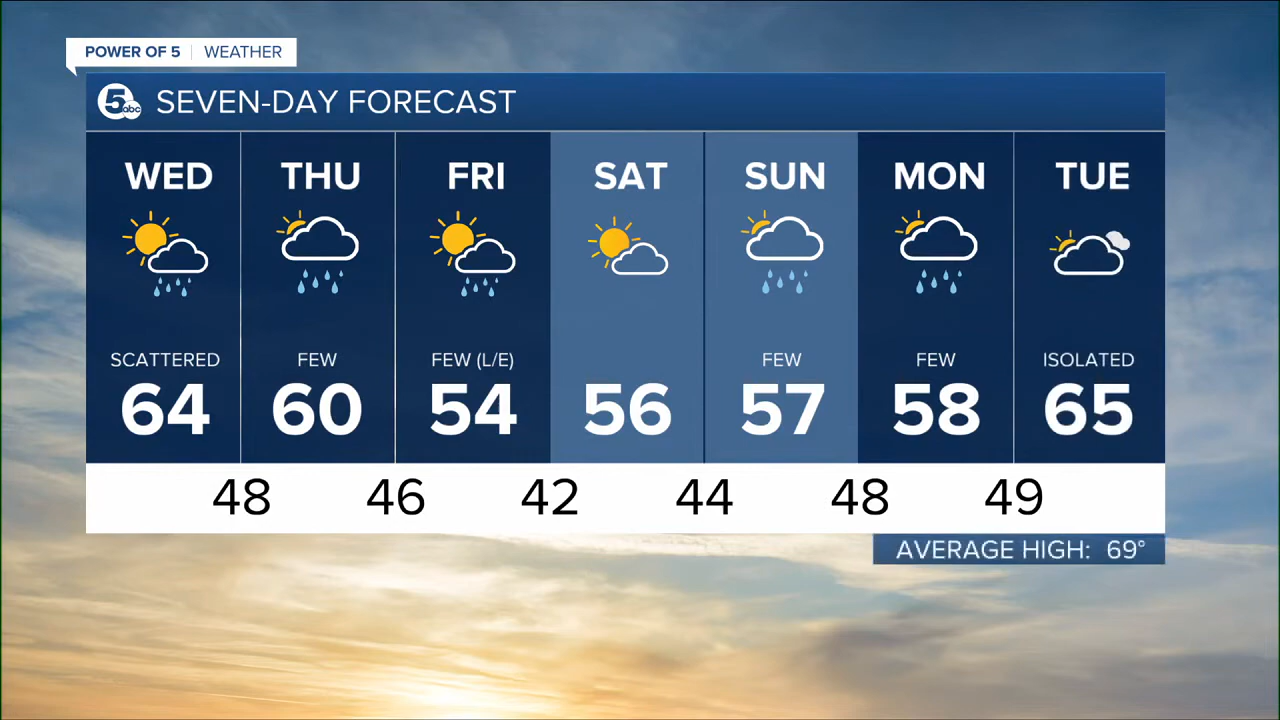 POWER OF 5 | WEATHER
5 abc SEVEN-DAY FORECAST
WED THU FRI SAT SUN MON TUE
SCATTERED FEW FEW (L/E) FEW FEW ISOLATED
64 60 54 56 57 58 65
48 46 42 44 48 49
AVERAGE HIGH: 69°